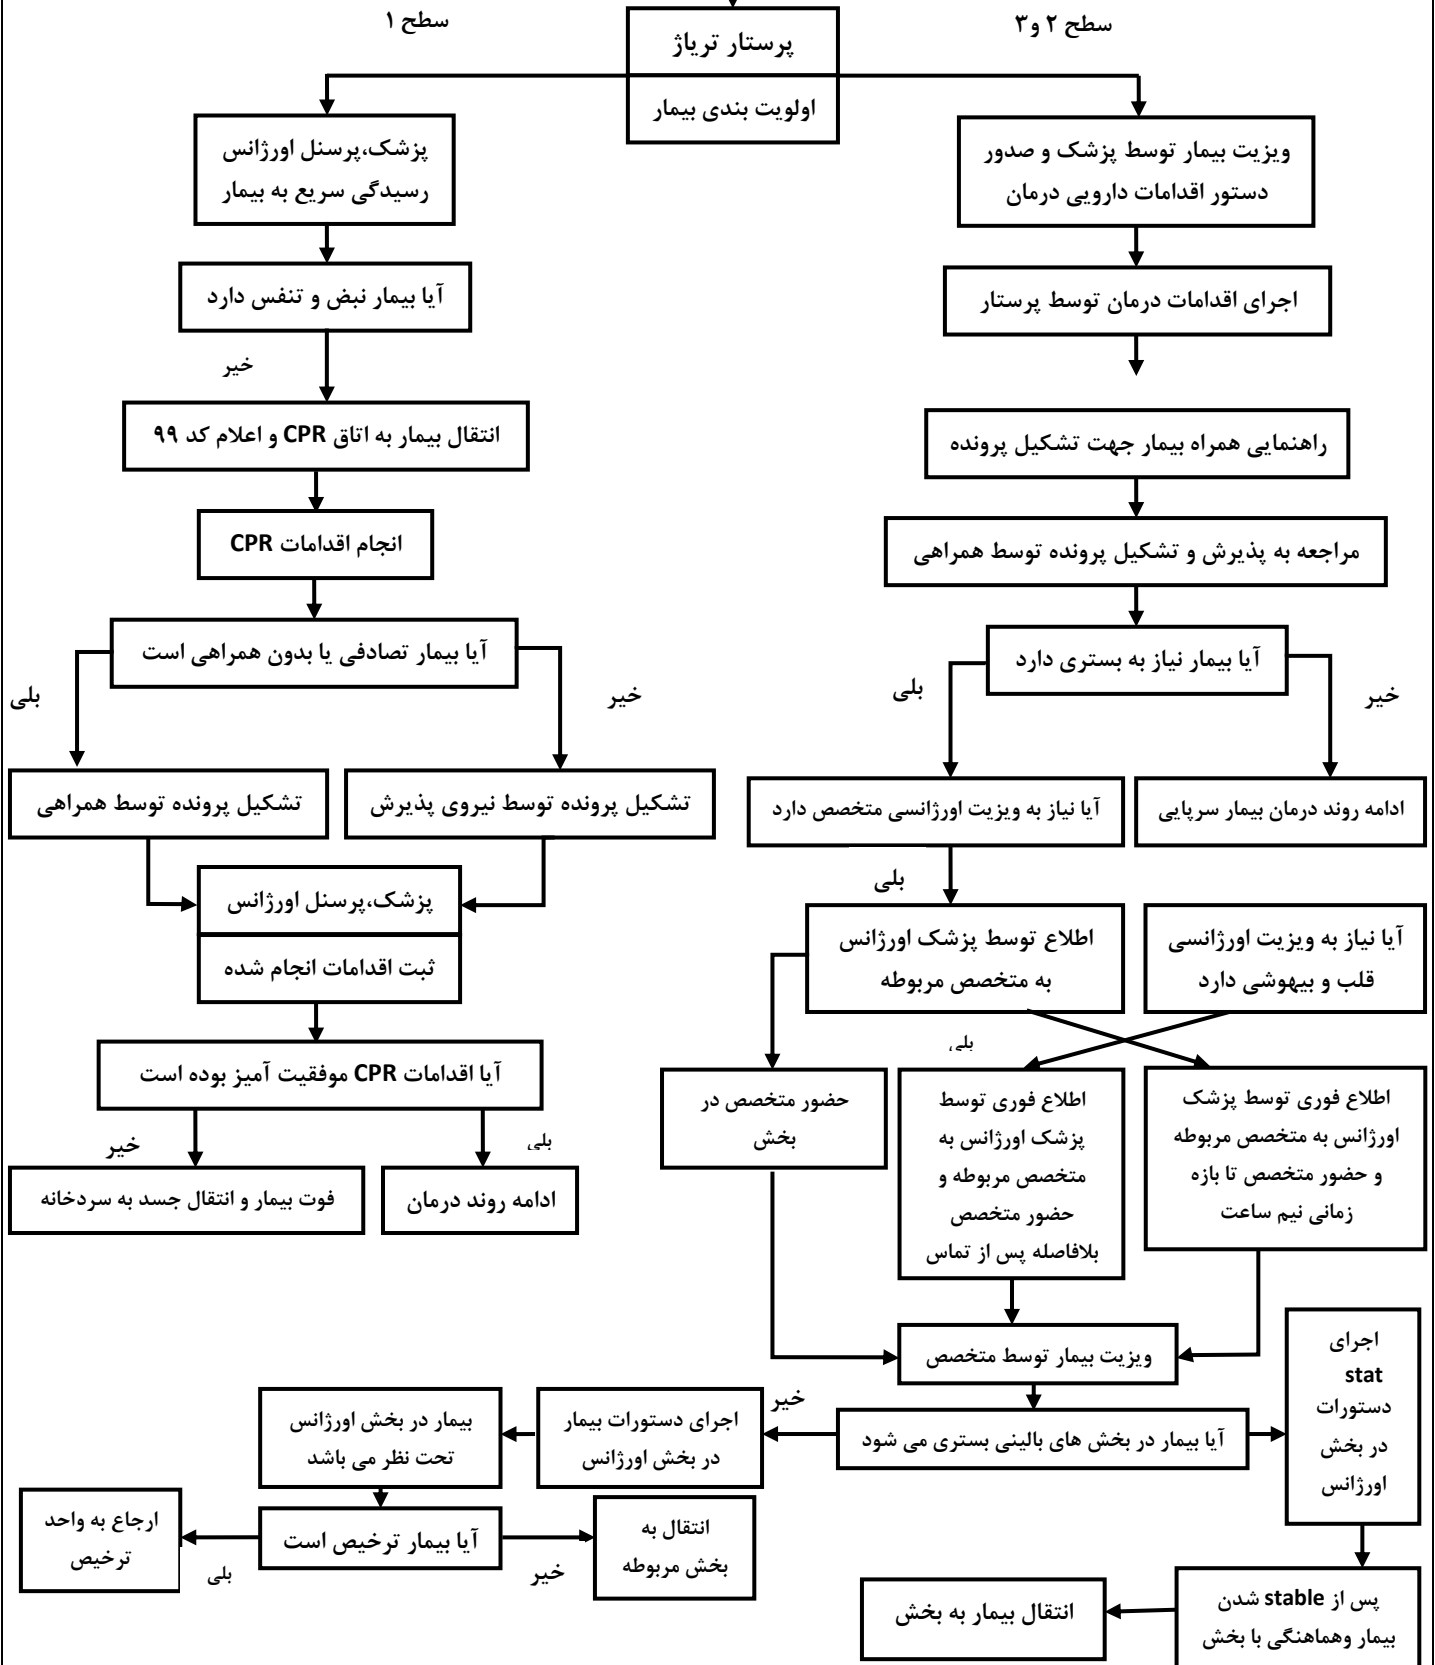 سطح ۲ و۳
سطح ۱
پرستار تریاژ
اولویت بندی بیمار
ویزیت بیمار توسط پزشک و صدور
دستور اقدامات دارویی درمان
اجرای اقدامات درمان توسط پرستار
راهنمایی همراه بیمار جهت تشکیل پرونده
مراجعه به پذیرش و تشکیل پرونده توسط همراهی
آیا بیمار نیاز به بستری دارد
خیر
بلی
ادامه روند درمان بیمار سرپایی
آیا نیاز به ویزیت اورژانسی متخصص دارد
بلی
آیا نیاز به ویزیت اورژانسی
قلب و بیهوشی دارد
اطلاع توسط پزشک اورژانس
به متخصص مربوطه
بلی
اطلاع فوری توسط پزشک
اورژانس به متخصص مربوطه
و حضور متخصص تا بازه
زمانی نیم ساعت
اطلاع فوری توسط
پزشک اورژانس به
متخصص مربوطه و
حضور متخصص
بلافاصله پس از تماس
حضور متخصص در
بخش
ویزیت بیمار توسط متخصص
آیا بیمار در بخش های بالینی بستری می شود
اجرای
stat
دستورات
در بخش
اورژانس
پس از stable شدن
بیمار وهماهنگی با بخش
انتقال بیمار به بخش
خیر
اجرای دستورات بیمار
در بخش اورژانس
بیمار در بخش اورژانس
تحت نظر می باشد
آیا بیمار ترخیص است
خیر
انتقال به
بخش مربوطه
بلی
ارجاع به واحد
ترخیص
پزشک،پرسنل اورژانس
رسیدگی سریع به بیمار
آیا بیمار نبض و تنفس دارد
خیر
انتقال بیمار به اتاق CPR و اعلام کد ۹۹
انجام اقدامات CPR
آیا بیمار تصادفی یا بدون همراهی است
خیر
بلی
تشکیل پرونده توسط نیروی پذیرش
تشکیل پرونده توسط همراهی
پزشک،پرسنل اورژانس
ثبت اقدامات انجام شده
آیا اقدامات CPR موفقیت آمیز بوده است
بلی
خیر
ادامه روند درمان
فوت بیمار و انتقال جسد به سردخانه